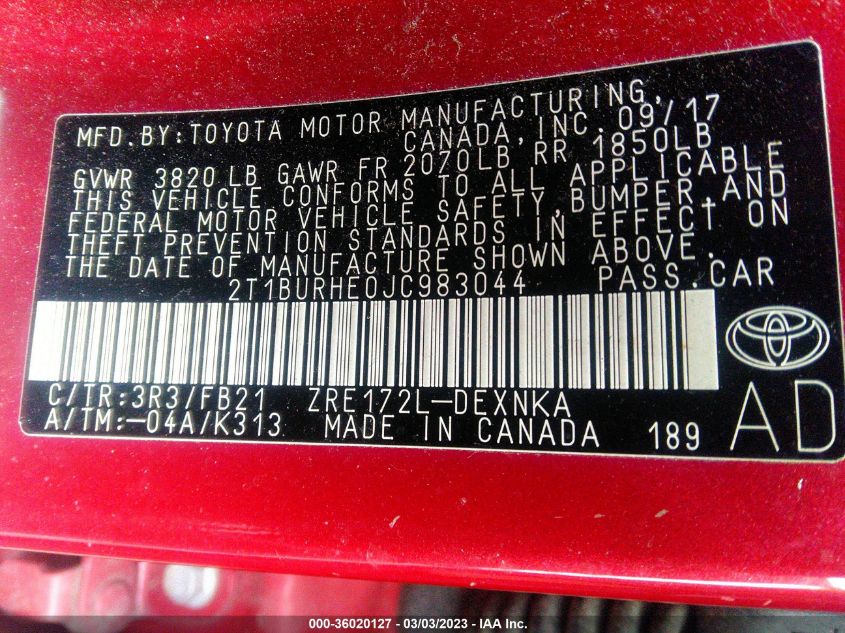 MFD.BY:TOYOTA MOTOR MANUFACTURING,
CANADA, INC. 09/17
GVWR 3820 LB GAWR FR 2070LB RR 1850LB
THIS VEHICLE CONFORMS TO ALL APPLICABLE
FEDERAL MOTOR VEHICLE SAFETY,BUMPER,AND
THEFT PREVENTION STANDARDS IN EFFECT ON
THE DATE OF MANUFACTURE SHOWN ABOVE.
2T1BURHE0JC983044 PASS.CAR
C/TR:3R3/FB21 ZRE172L-DEXNKA
A/TM:-04A/K313 MADE IN CANADA 189 AD
000-36020127 - 03/03/2023 - IAA Inc.